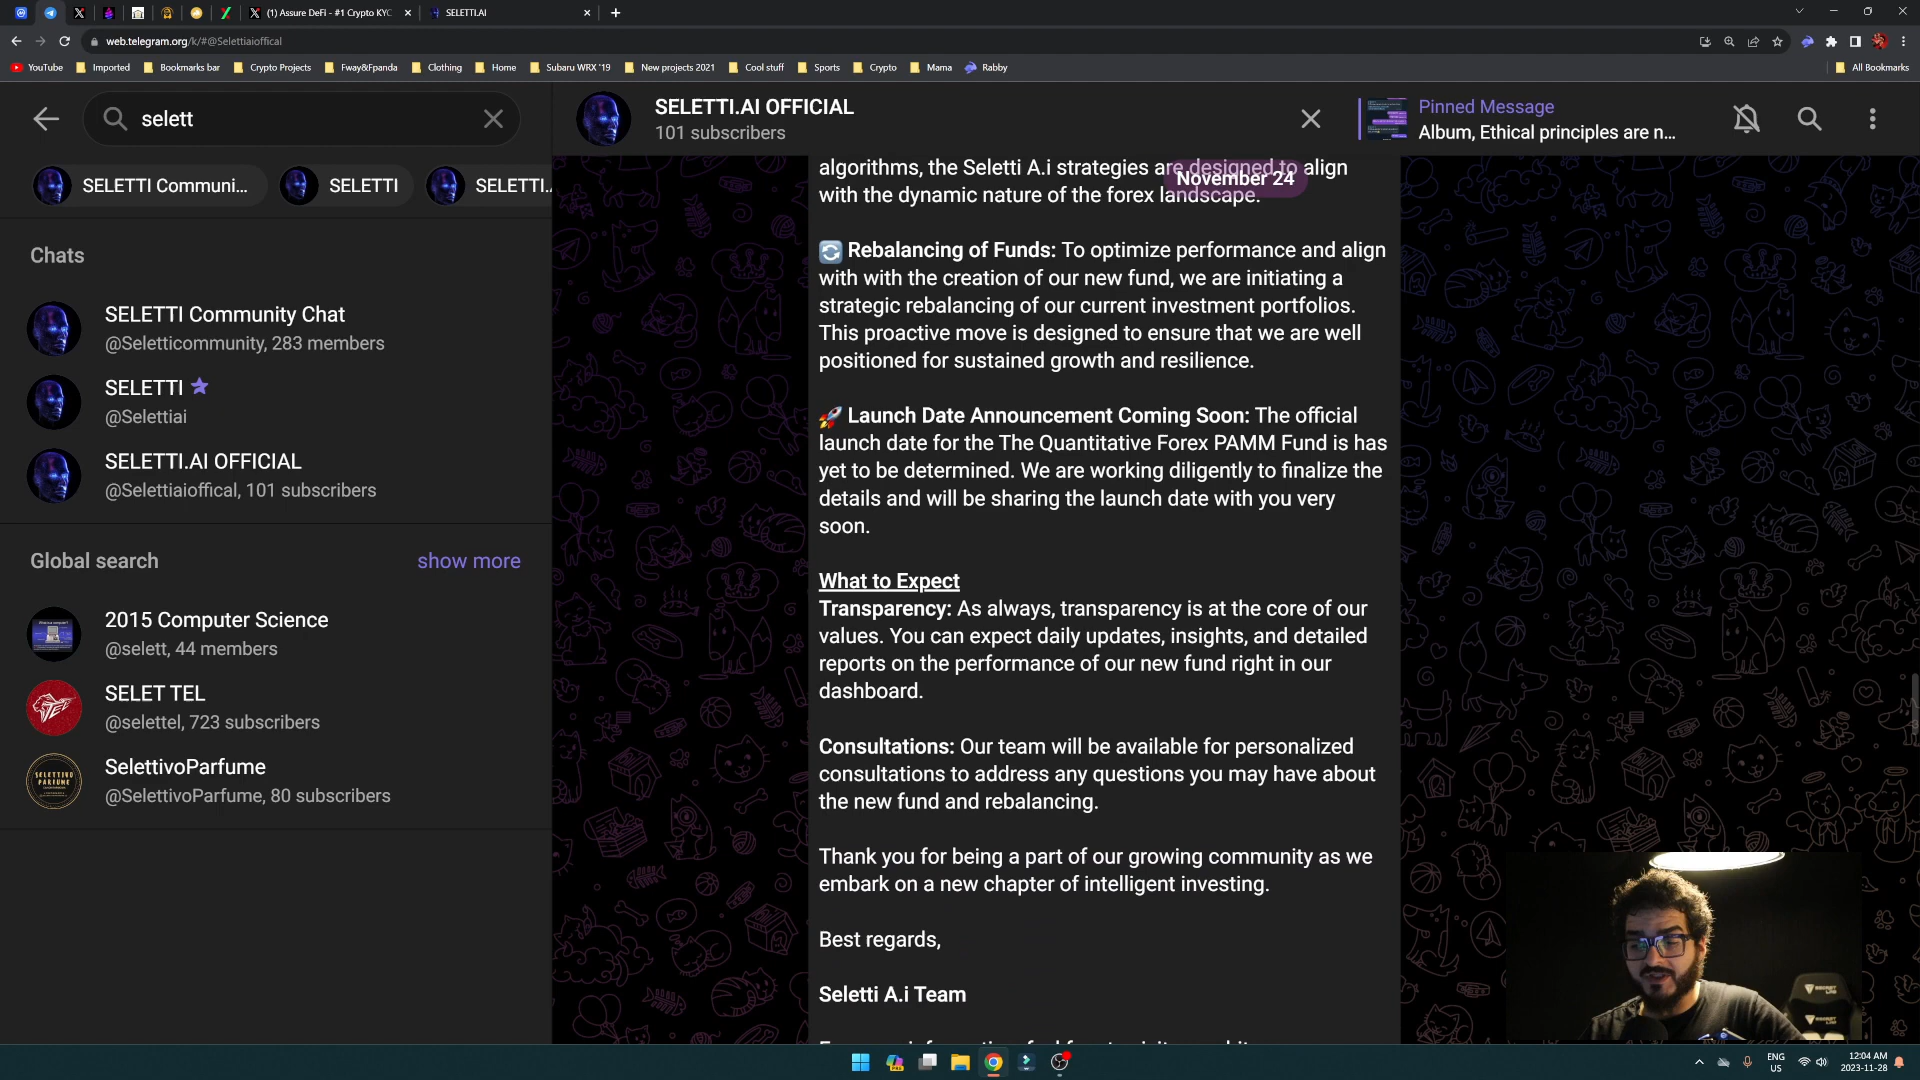 (1) Assure DeFi - #1 Crypto KYC
SELETTI.AI
web.telegram.org/k/#@Selettiaioffical
YouTube
Imported
Bookmarks bar
Crypto Projects
Fway&Fpanda
Clothing
Home
Subaru WRX '19
New projects 2021
Cool stuff
Sports
Crypto
Mama
Rabby
All Bookmarks
selett
SELETTI Communi...
SELETTI
SELETTI.
Chats
SELETTI Community Chat
@Seletticommunity, 283 members
SELETTI
@Selettiai
SELETTI.AI OFFICIAL
@Selettiaioffical, 101 subscribers
Global search
show more
2015 Computer Science
@selett, 44 members
SELET TEL
@selettel, 723 subscribers
SelettivoParfume
@SelettivoParfume, 80 subscribers
SELETTI.AI OFFICIAL
101 subscribers
Pinned Message
Album, Ethical principles are n...
November 24
algorithms, the Seletti A.i strategies are designed to align
with the dynamic nature of the forex landscape.
Rebalancing of Funds: To optimize performance and align
with with the creation of our new fund, we are initiating a
strategic rebalancing of our current investment portfolios.
This proactive move is designed to ensure that we are well
positioned for sustained growth and resilience.
Launch Date Announcement Coming Soon: The official
launch date for the The Quantitative Forex PAMM Fund is has
yet to be determined. We are working diligently to finalize the
details and will be sharing the launch date with you very
soon.
What to Expect
Transparency: As always, transparency is at the core of our
values. You can expect daily updates, insights, and detailed
reports on the performance of our new fund right in our
dashboard.
Consultations: Our team will be available for personalized
consultations to address any questions you may have about
the new fund and rebalancing.
Thank you for being a part of our growing community as we
embark on a new chapter of intelligent investing.
Best regards,
Seletti A.i Team
ENG
US
12:04 AM
2023-11-28